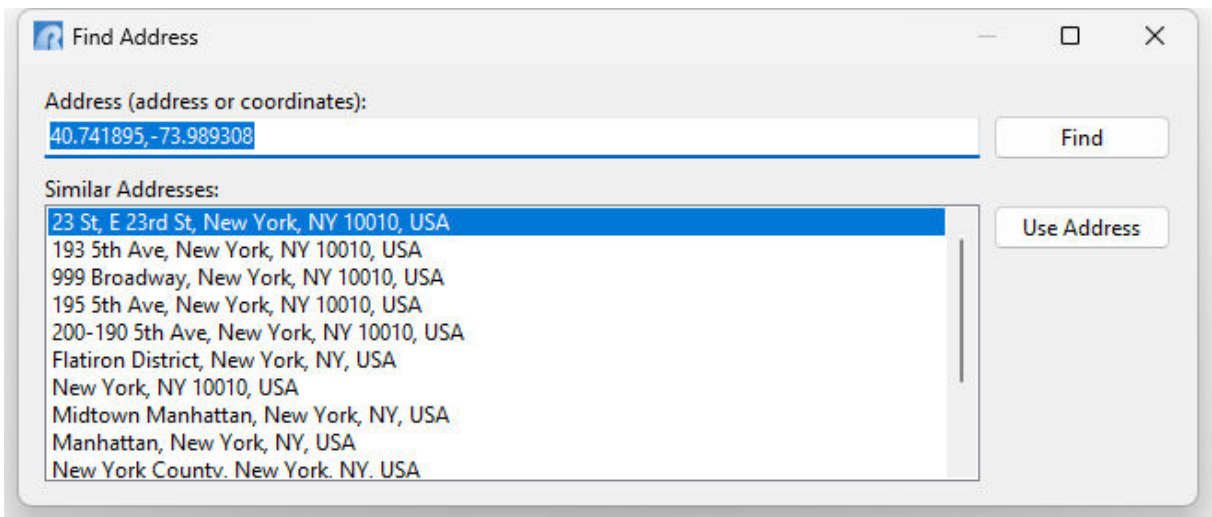 Find Address
Address (address or coordinates):
40.741895,-73.989308
Find
Similar Addresses:
23 St, E 23rd St, New York, NY 10010, USA
Use Address
193 5th Ave, New York, NY 10010, USA
999 Broadway, New York, NY 10010, USA
195 5th Ave, New York, NY 10010, USA
200-190 5th Ave, New York, NY 10010, USA
Flatiron District, New York, NY, USA
New York, NY 10010, USA
Midtown Manhattan, New York, NY, USA
Manhattan, New York, NY, USA
New York County, New York, NY, USA